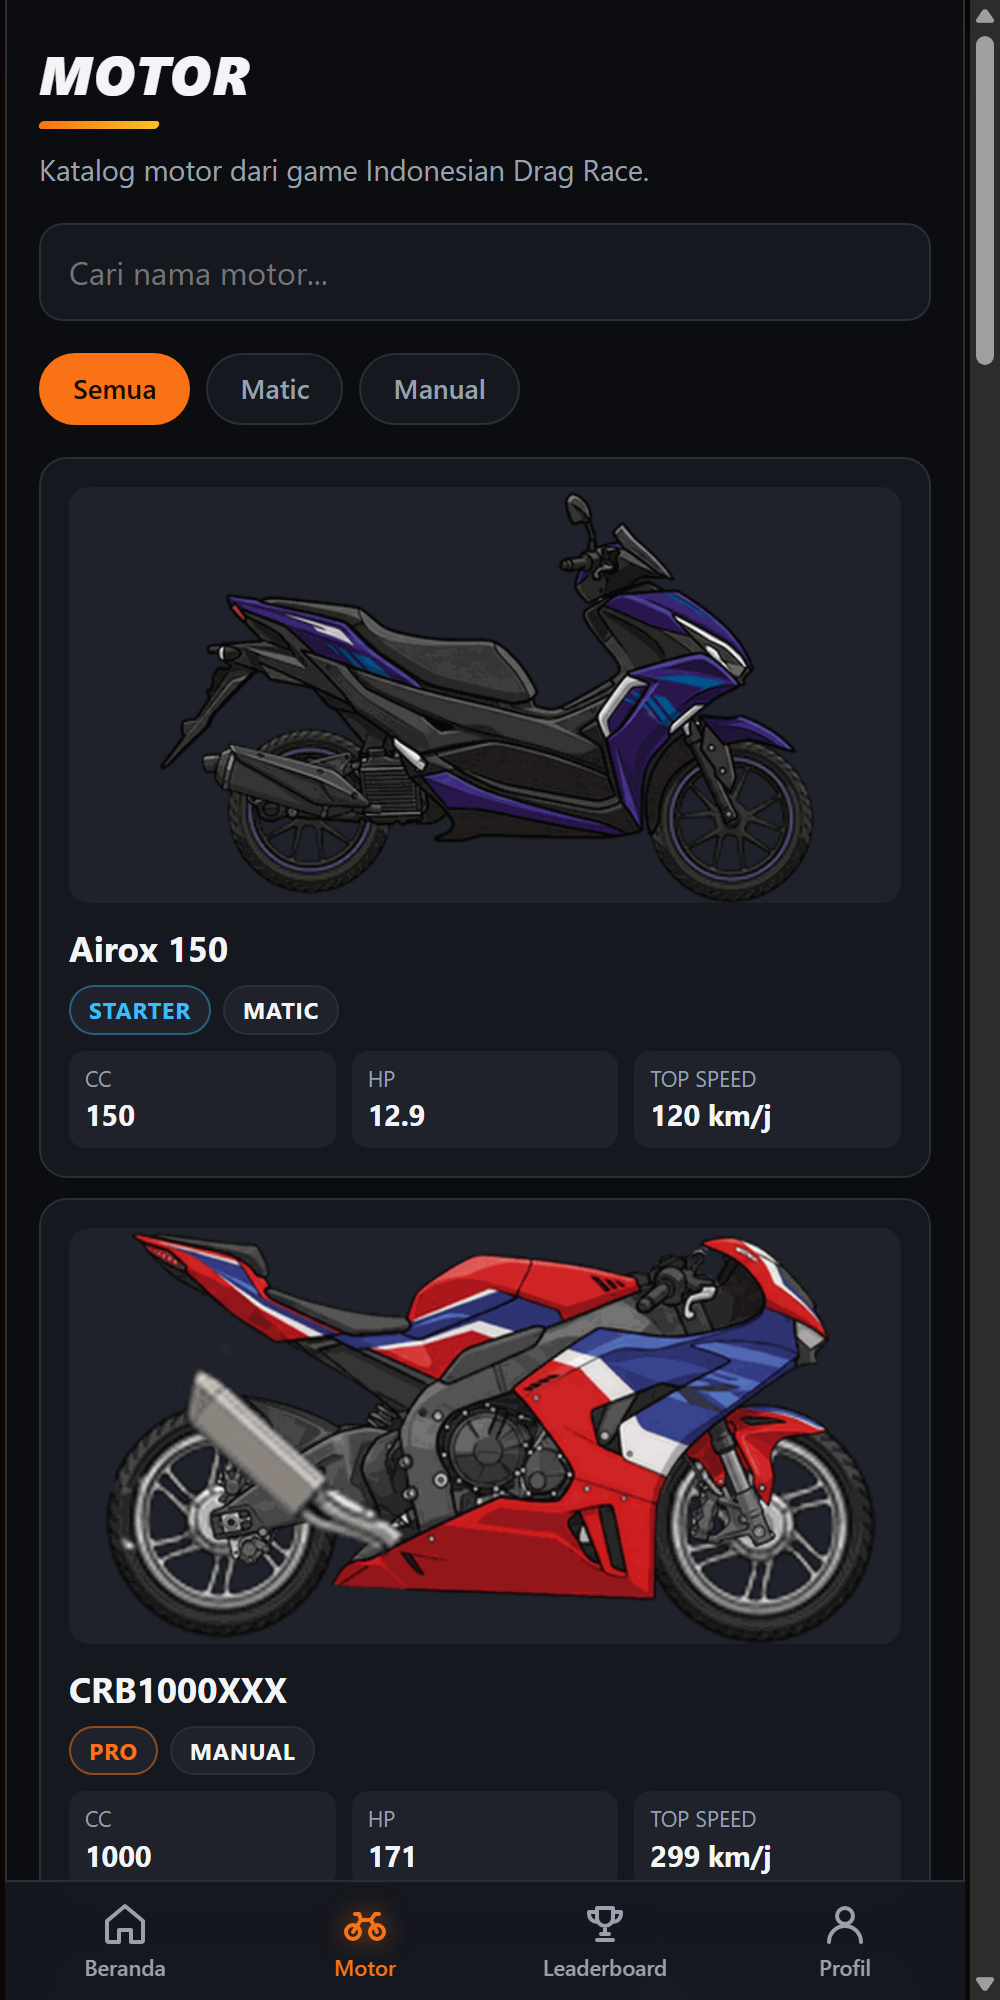 MOTOR
Katalog motor dari game Indonesian Drag Race.
Cari nama motor...
Semua Matic Manual
Airox 150
STARTER MATIC
CC HP TOP SPEED
150 12.9 120 km/j
CRB1000XXX
PRO MANUAL
CC HP TOP SPEED
1000 171 299 km/j
Beranda Motor Leaderboard Profil